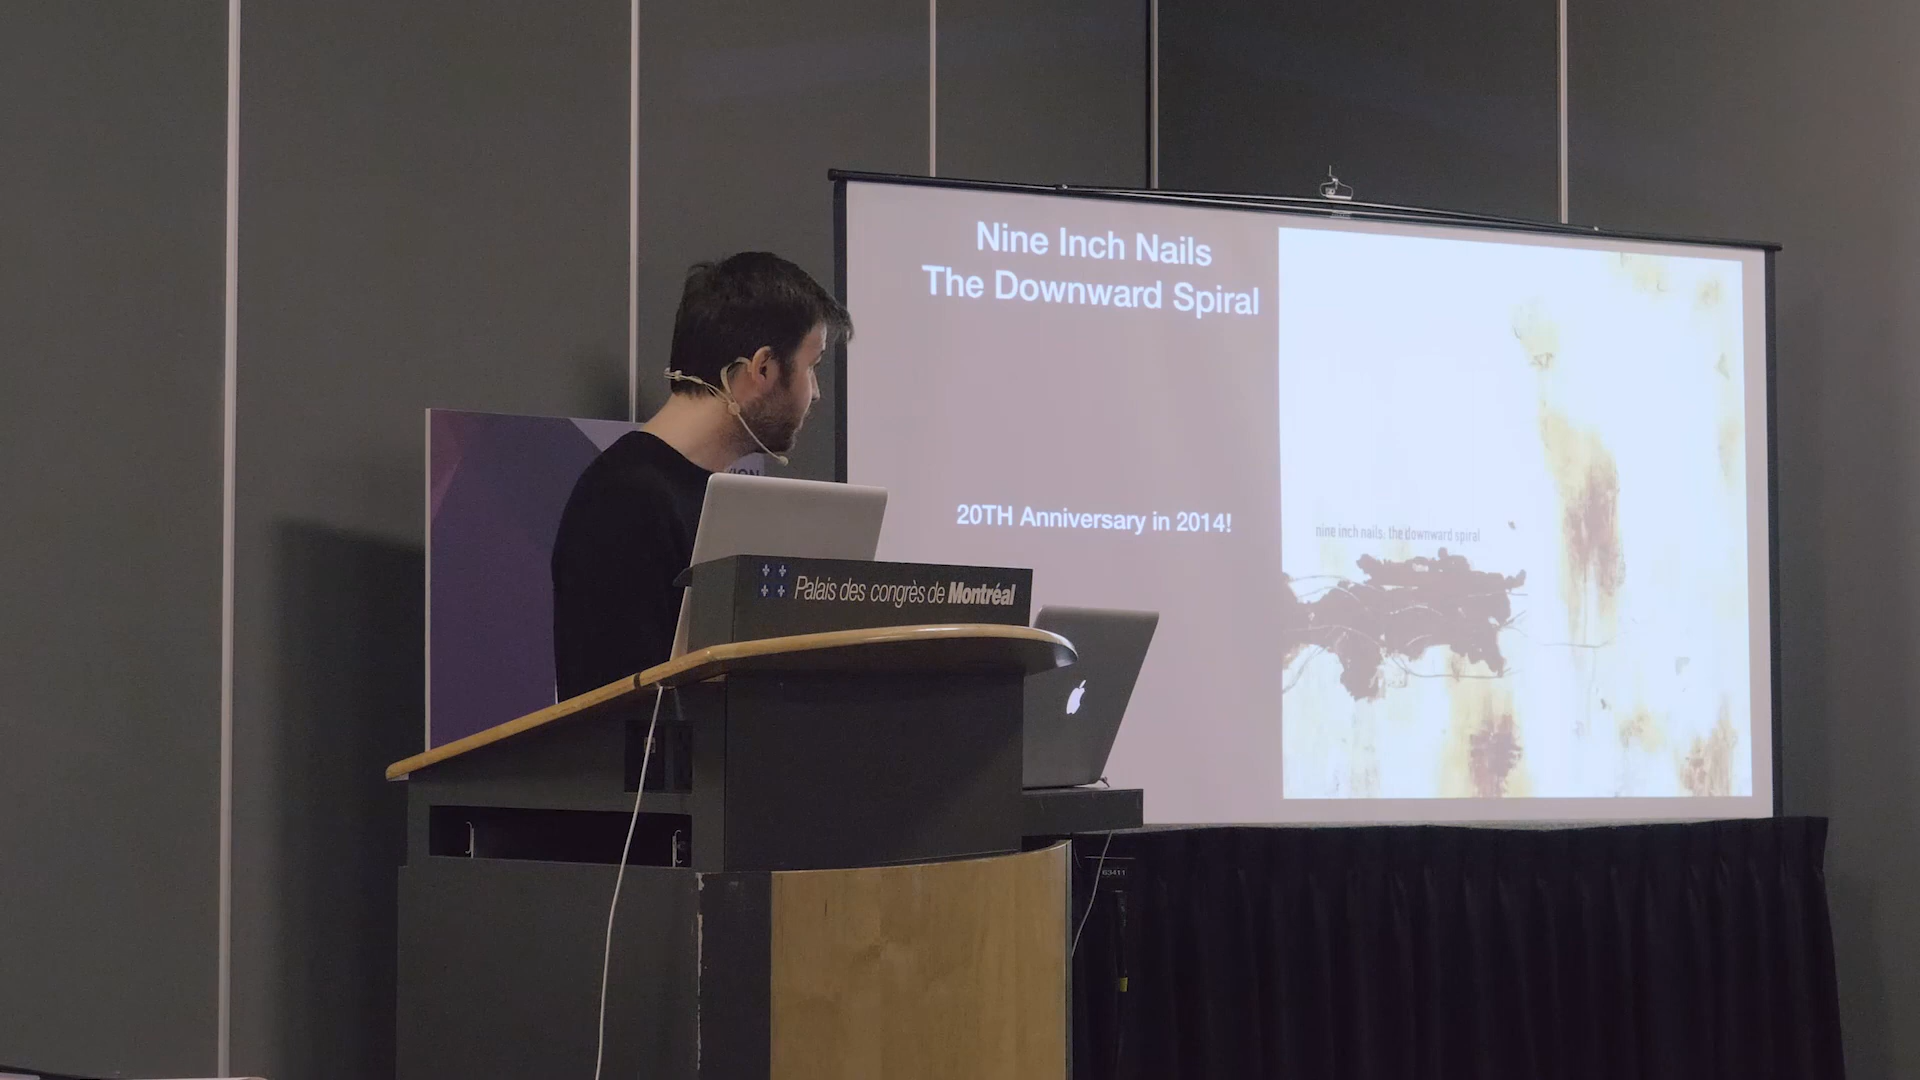 Nine Inch Nails
The Downward Spiral
20TH Anniversary in 2014!
nine inch nails. the downward spiral
Palais des congrès de Montréal
63411